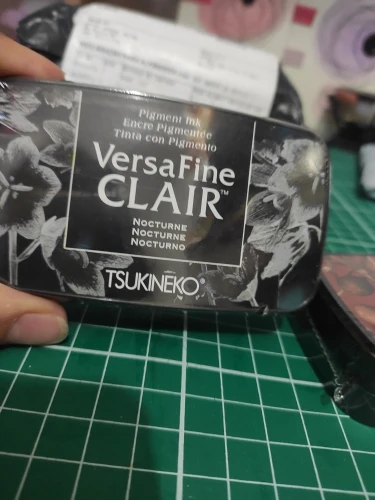 Pigment Ink
Encre Pigmentée
Tinta con Pigmento
VersaFine
CLAIR™
NOCTURNE
NOCTURNE
NOCTURNO
TSUKINEKO®